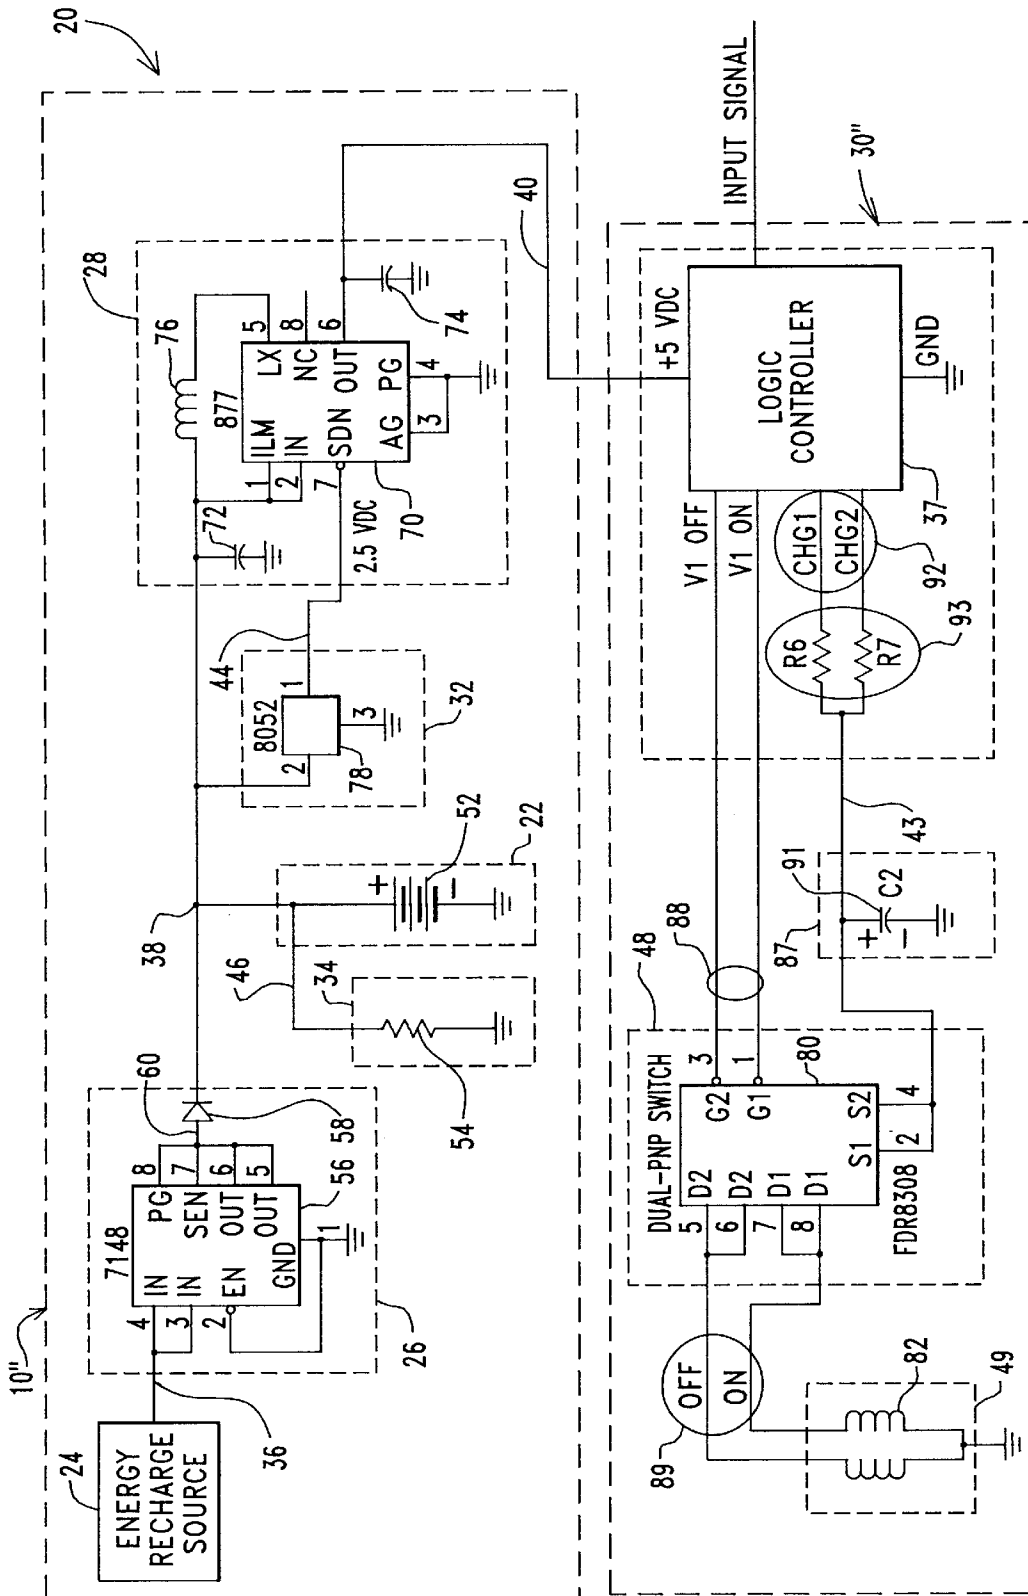 20
10"
24
ENERGY
RECHARGE
SOURCE
36
7148
4 IN
3 IN
2 EN
GND 1
PG 8
SEN 7
OUT 6
OUT 5
56
26
60
58
38
46
34
54
22
52
+
-
8052
2
1
3
78
32
44
28
76
72
877
1 ILM
2 IN
7 SDN
2.5 VDC
LX 5
NC 8
OUT 6
AG PG
3 4
70
74
40
INPUT SIGNAL
30"
+5 VDC
LOGIC
CONTROLLER
GND
37
V1 OFF
V1 ON
CHG1
CHG2
92
R6
R7
93
43
91
C2
+
-
87
88
48
DUAL-PNP SWITCH
5 D2
6 D2
7 D1
8 D1
G2 3
G1 1
80
S1 S2
2 4
FDR8308
OFF
ON
89
82
49